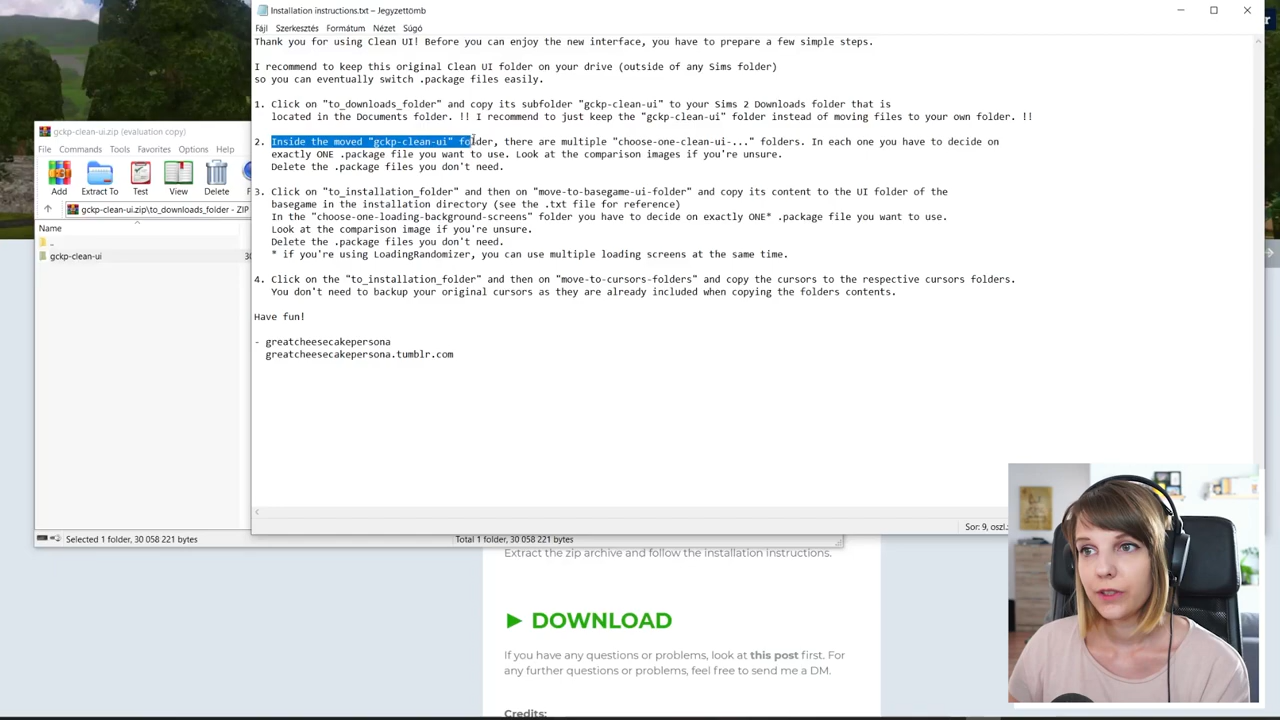 Installation instructions.txt – Jegyzettömb
Fájl Szerkesztés Formátum Nézet Súgó
Thank you for using Clean UI! Before you can enjoy the new interface, you have to prepare a few simple steps.
I recommend to keep this original Clean UI folder on your drive (outside of any Sims folder)
so you can eventually switch .package files easily.
1. Click on "to_downloads_folder" and copy its subfolder "gckp-clean-ui" to your Sims 2 Downloads folder that is
located in the Documents folder. !! I recommend to just keep the "gckp-clean-ui" folder instead of moving files to your own folder. !!
2. Inside the moved "gckp-clean-ui" folder, there are multiple "choose-one-clean-ui-..." folders. In each one you have to decide on
exactly ONE .package file you want to use. Look at the comparison images if you're unsure.
Delete the .package files you don't need.
3. Click on "to_installation_folder" and then on "move-to-basegame-ui-folder" and copy its content to the UI folder of the
basegame in the installation directory (see the .txt file for reference)
In the "choose-one-loading-background-screens" folder you have to decide on exactly ONE* .package file you want to use.
Look at the comparison image if you're unsure.
Delete the .package files you don't need.
* if you're using LoadingRandomizer, you can use multiple loading screens at the same time.
4. Click on the "to_installation_folder" and then on "move-to-cursors-folders" and copy the cursors to the respective cursors folders.
You don't need to backup your original cursors as they are already included when copying the folders contents.
Have fun!
- greatcheesecakepersona
greatcheesecakepersona.tumblr.com
Sor: 9, oszl.:
gckp-clean-ui.zip (evaluation copy)
File Commands Tools Favorites Options Help
Add Extract To Test View Delete
gckp-clean-ui.zip\to_downloads_folder - ZIP
Name
..
gckp-clean-ui
Selected 1 folder, 30 058 221 bytes
Total 1 folder, 30 058 221 bytes
Extract the zip archive and follow the installation instructions.
► DOWNLOAD
If you have any questions or problems, look at this post first. For
any further questions or problems, feel free to send me a DM.
Credits: